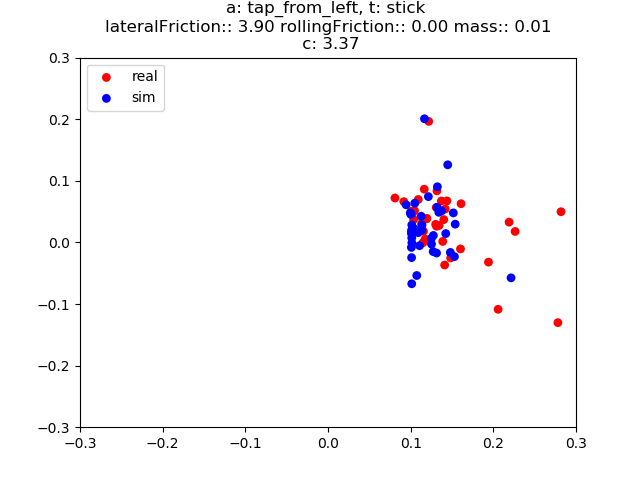 a: tap_from_left, t: stick
lateralFriction:: 3.90 rollingFriction:: 0.00 mass:: 0.01
c: 3.37
real
sim
0.3
0.2
0.1
0.0
−0.1
−0.2
−0.3
−0.3
−0.2
−0.1
0.0
0.1
0.2
0.3